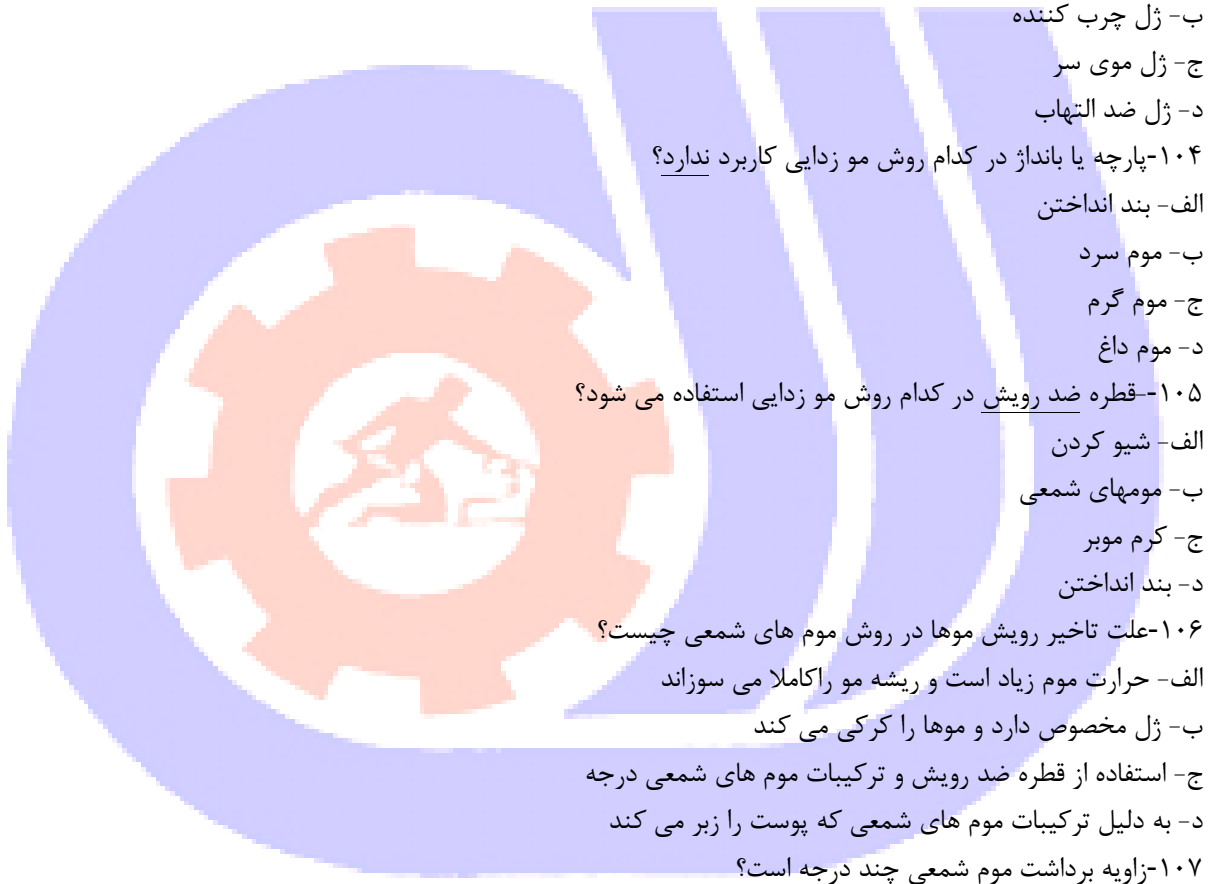 ب- ژل چرب کننده
ج- ژل موی سر
د- ژل ضد التهاب
۱۰۴-پارچه یا بانداژ در کدام روش مو زدایی کاربرد ندارد؟
الف- بند انداختن
ب- موم سرد
ج- موم گرم
د- موم داغ
۱۰۵--قطره ضد رویش در کدام روش مو زدایی استفاده می شود؟
الف- شیو کردن
ب- مومهای شمعی
ج- کرم موبر
د- بند انداختن
۱۰۶-علت تاخیر رویش موها در روش موم های شمعی چیست؟
الف- حرارت موم زیاد است و ریشه مو راکاملا می سوزاند
ب- ژل مخصوص دارد و موها را کرکی می کند
ج- استفاده از قطره ضد رویش و ترکیبات موم های شمعی درجه
د- به دلیل ترکیبات موم های شمعی که پوست را زبر می کند
۱۰۷-زاویه برداشت موم شمعی چند درجه است؟